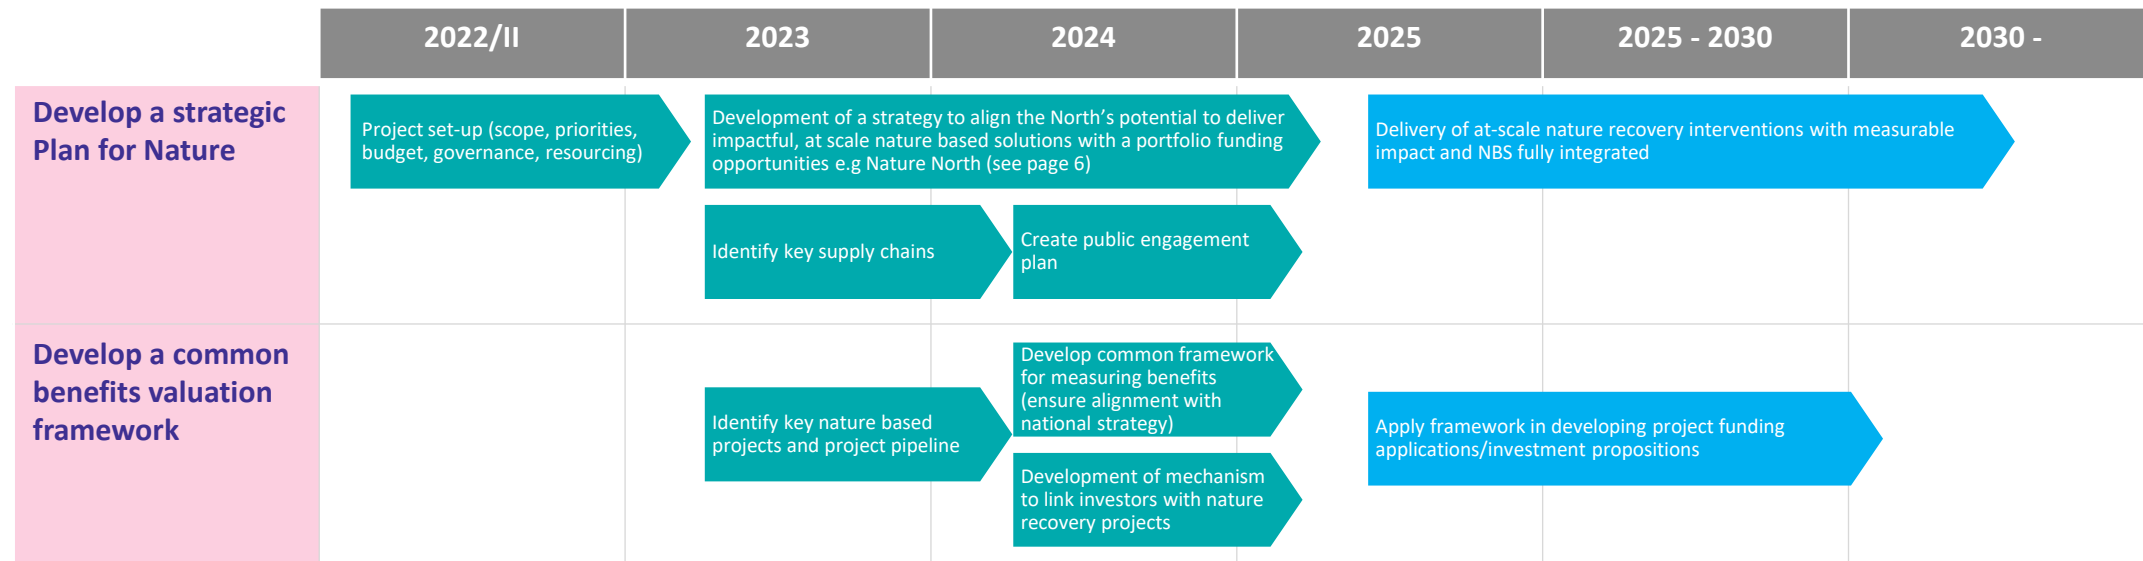 2022/II
2023
2024
2025
2025 - 2030
2030 -
Develop a strategic
Plan for Nature
Project set-up (scope, priorities,
budget, governance, resourcing)
Development of a strategy to align the North's potential to deliver
impactful, at scale nature based solutions with a portfolio funding
opportunities e.g Nature North (see page 6)
Delivery of at-scale nature recovery interventions with measurable
impact and NBS fully integrated
Identify key supply chains
Create public engagement
plan
Develop a common
benefits valuation
framework
Identify key nature based
projects and project pipeline
Develop common framework
for measuring benefits
(ensure alignment with
national strategy)
Development of mechanism
to link investors with nature
recovery projects
Apply framework in developing project funding
applications/investment propositions